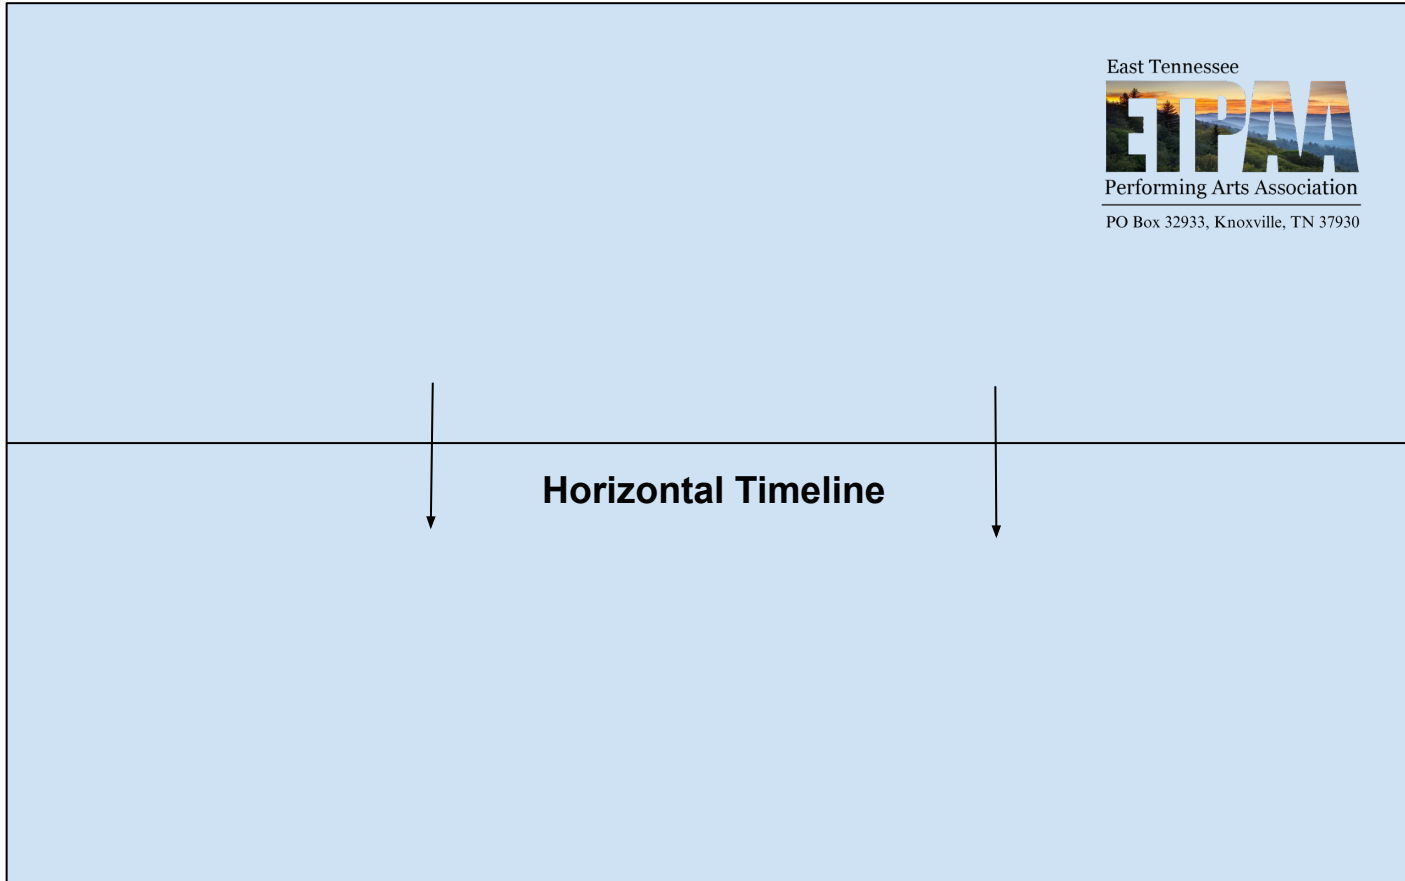 East Tennessee
ETPAA
Performing Arts Association
PO Box 32933, Knoxville, TN 37930
Horizontal Timeline